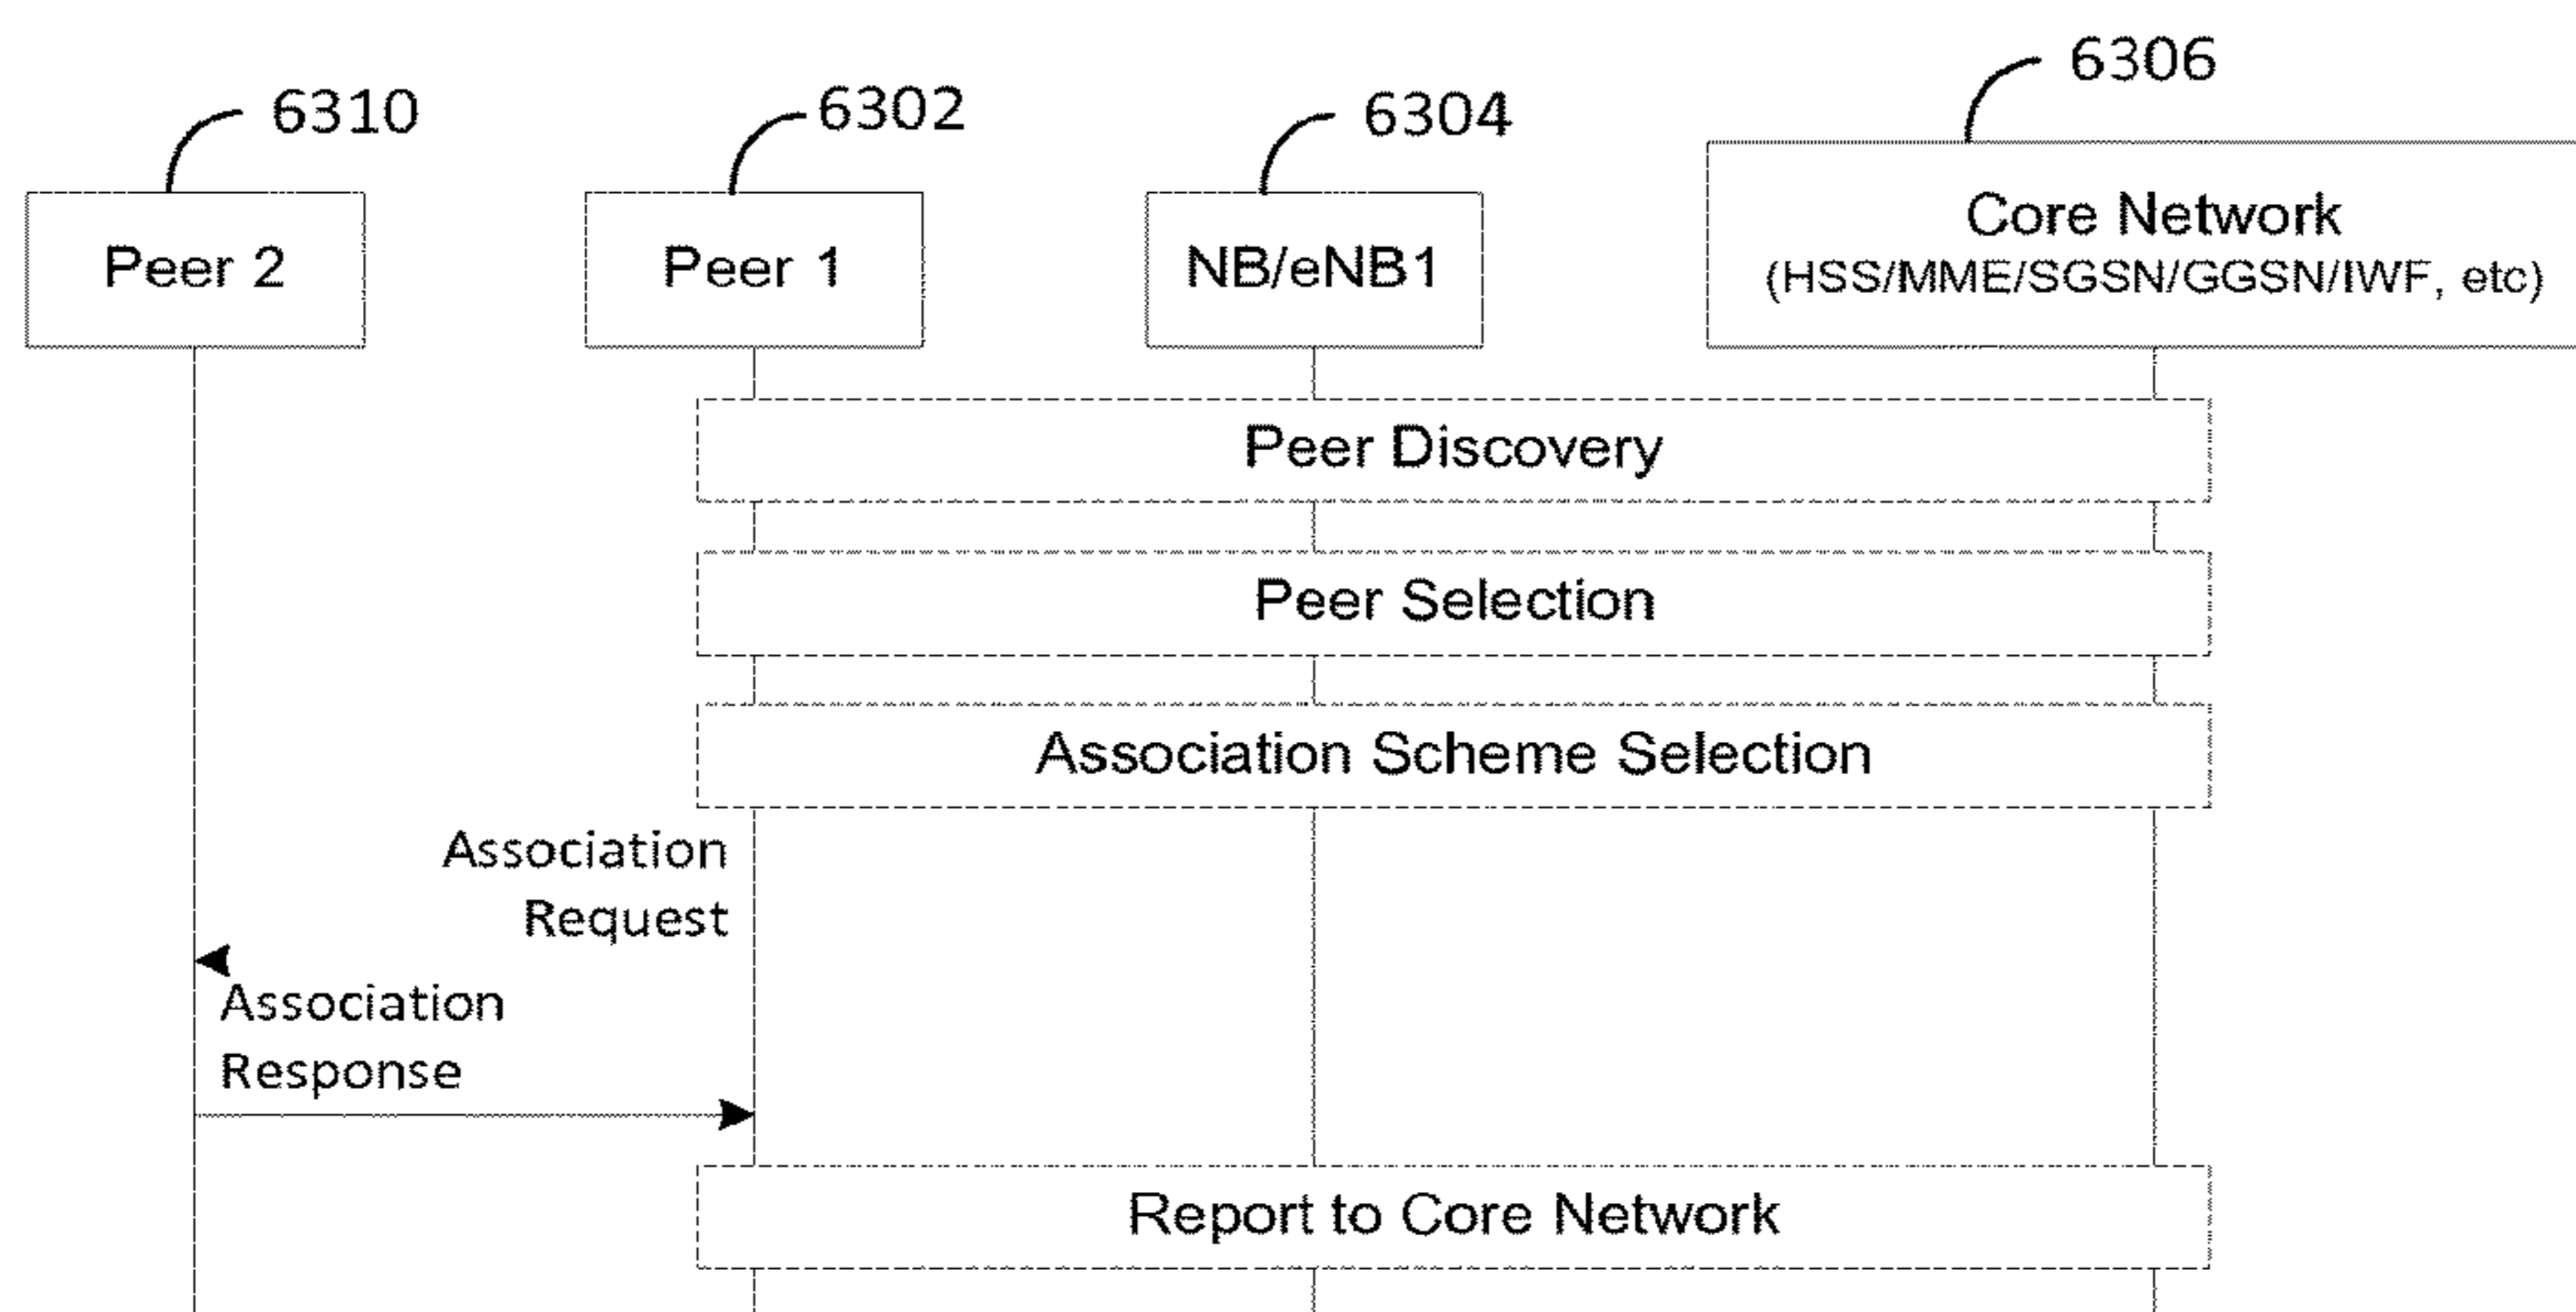 6310
6302
6304
6306
Peer 2
Peer 1
NB/eNB1
Core Network
(HSS/MME/SGSN/GGSN/IWF, etc)
Peer Discovery
Peer Selection
Association Scheme Selection
Association
Request
Association
Response
Report to Core Network